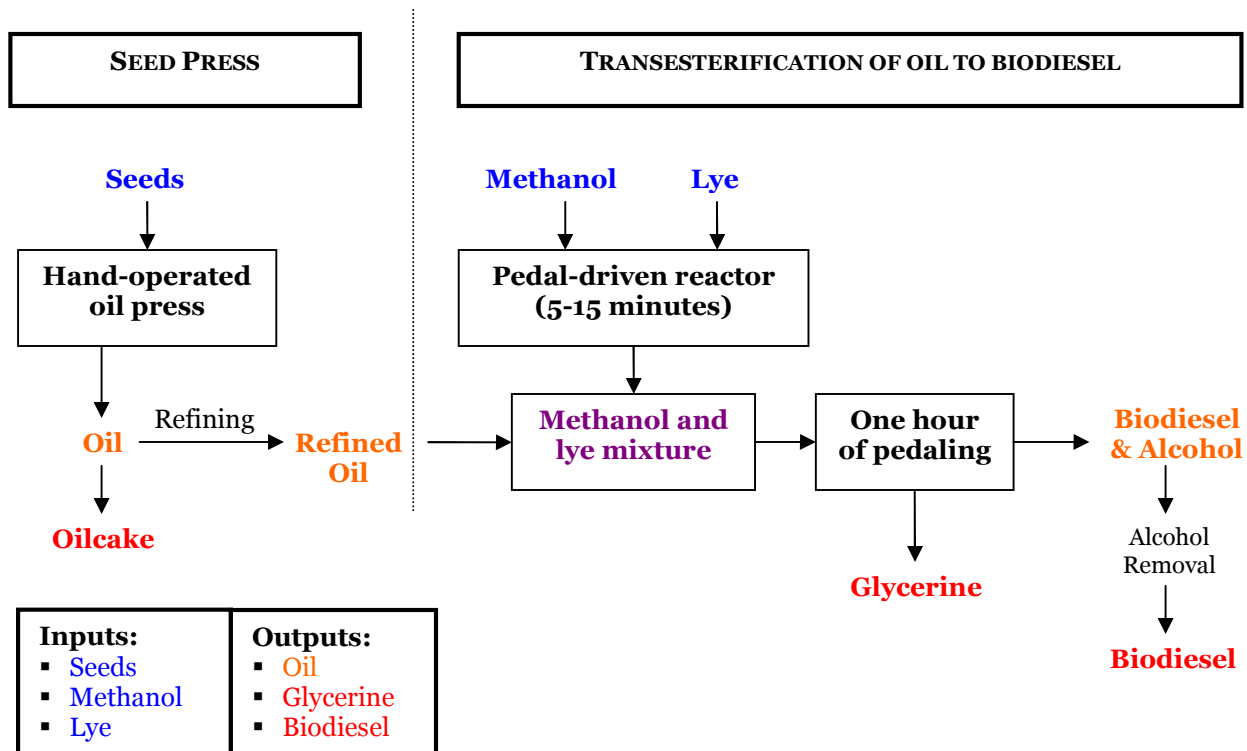 SEED PRESS
TRANSESTERIFICATION OF OIL TO BIODIESEL
Seeds
Methanol
Lye
Hand-operated
oil press
Pedal-driven reactor
(5-15 minutes)
Oil
Refining
Refined
Oil
Methanol and
lye mixture
One hour
of pedaling
Biodiesel
& Alcohol
Oilcake
Glycerine
Alcohol
Removal
Biodiesel
Inputs:
▪ Seeds
▪ Methanol
▪ Lye
Outputs:
▪ Oil
▪ Glycerine
▪ Biodiesel